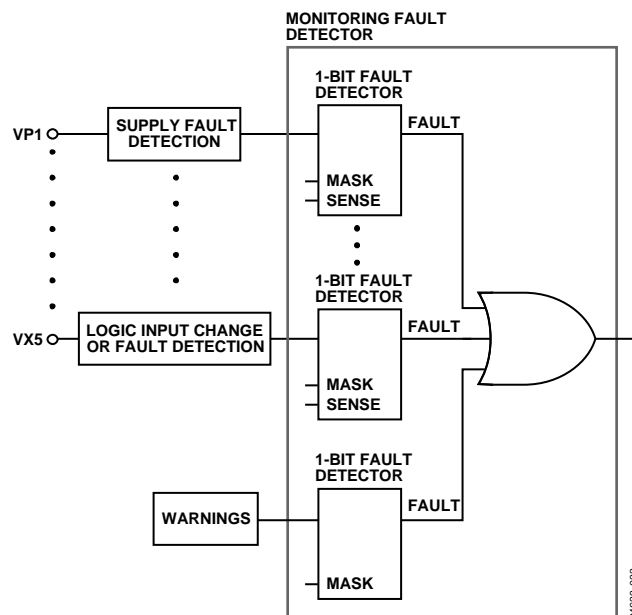 MONITORING FAULT
DETECTOR
1-BIT FAULT
DETECTOR
VP1
SUPPLY FAULT
DETECTION
FAULT
MASK
SENSE
1-BIT FAULT
DETECTOR
VX5
LOGIC INPUT CHANGE
OR FAULT DETECTION
FAULT
MASK
SENSE
1-BIT FAULT
DETECTOR
WARNINGS
FAULT
MASK